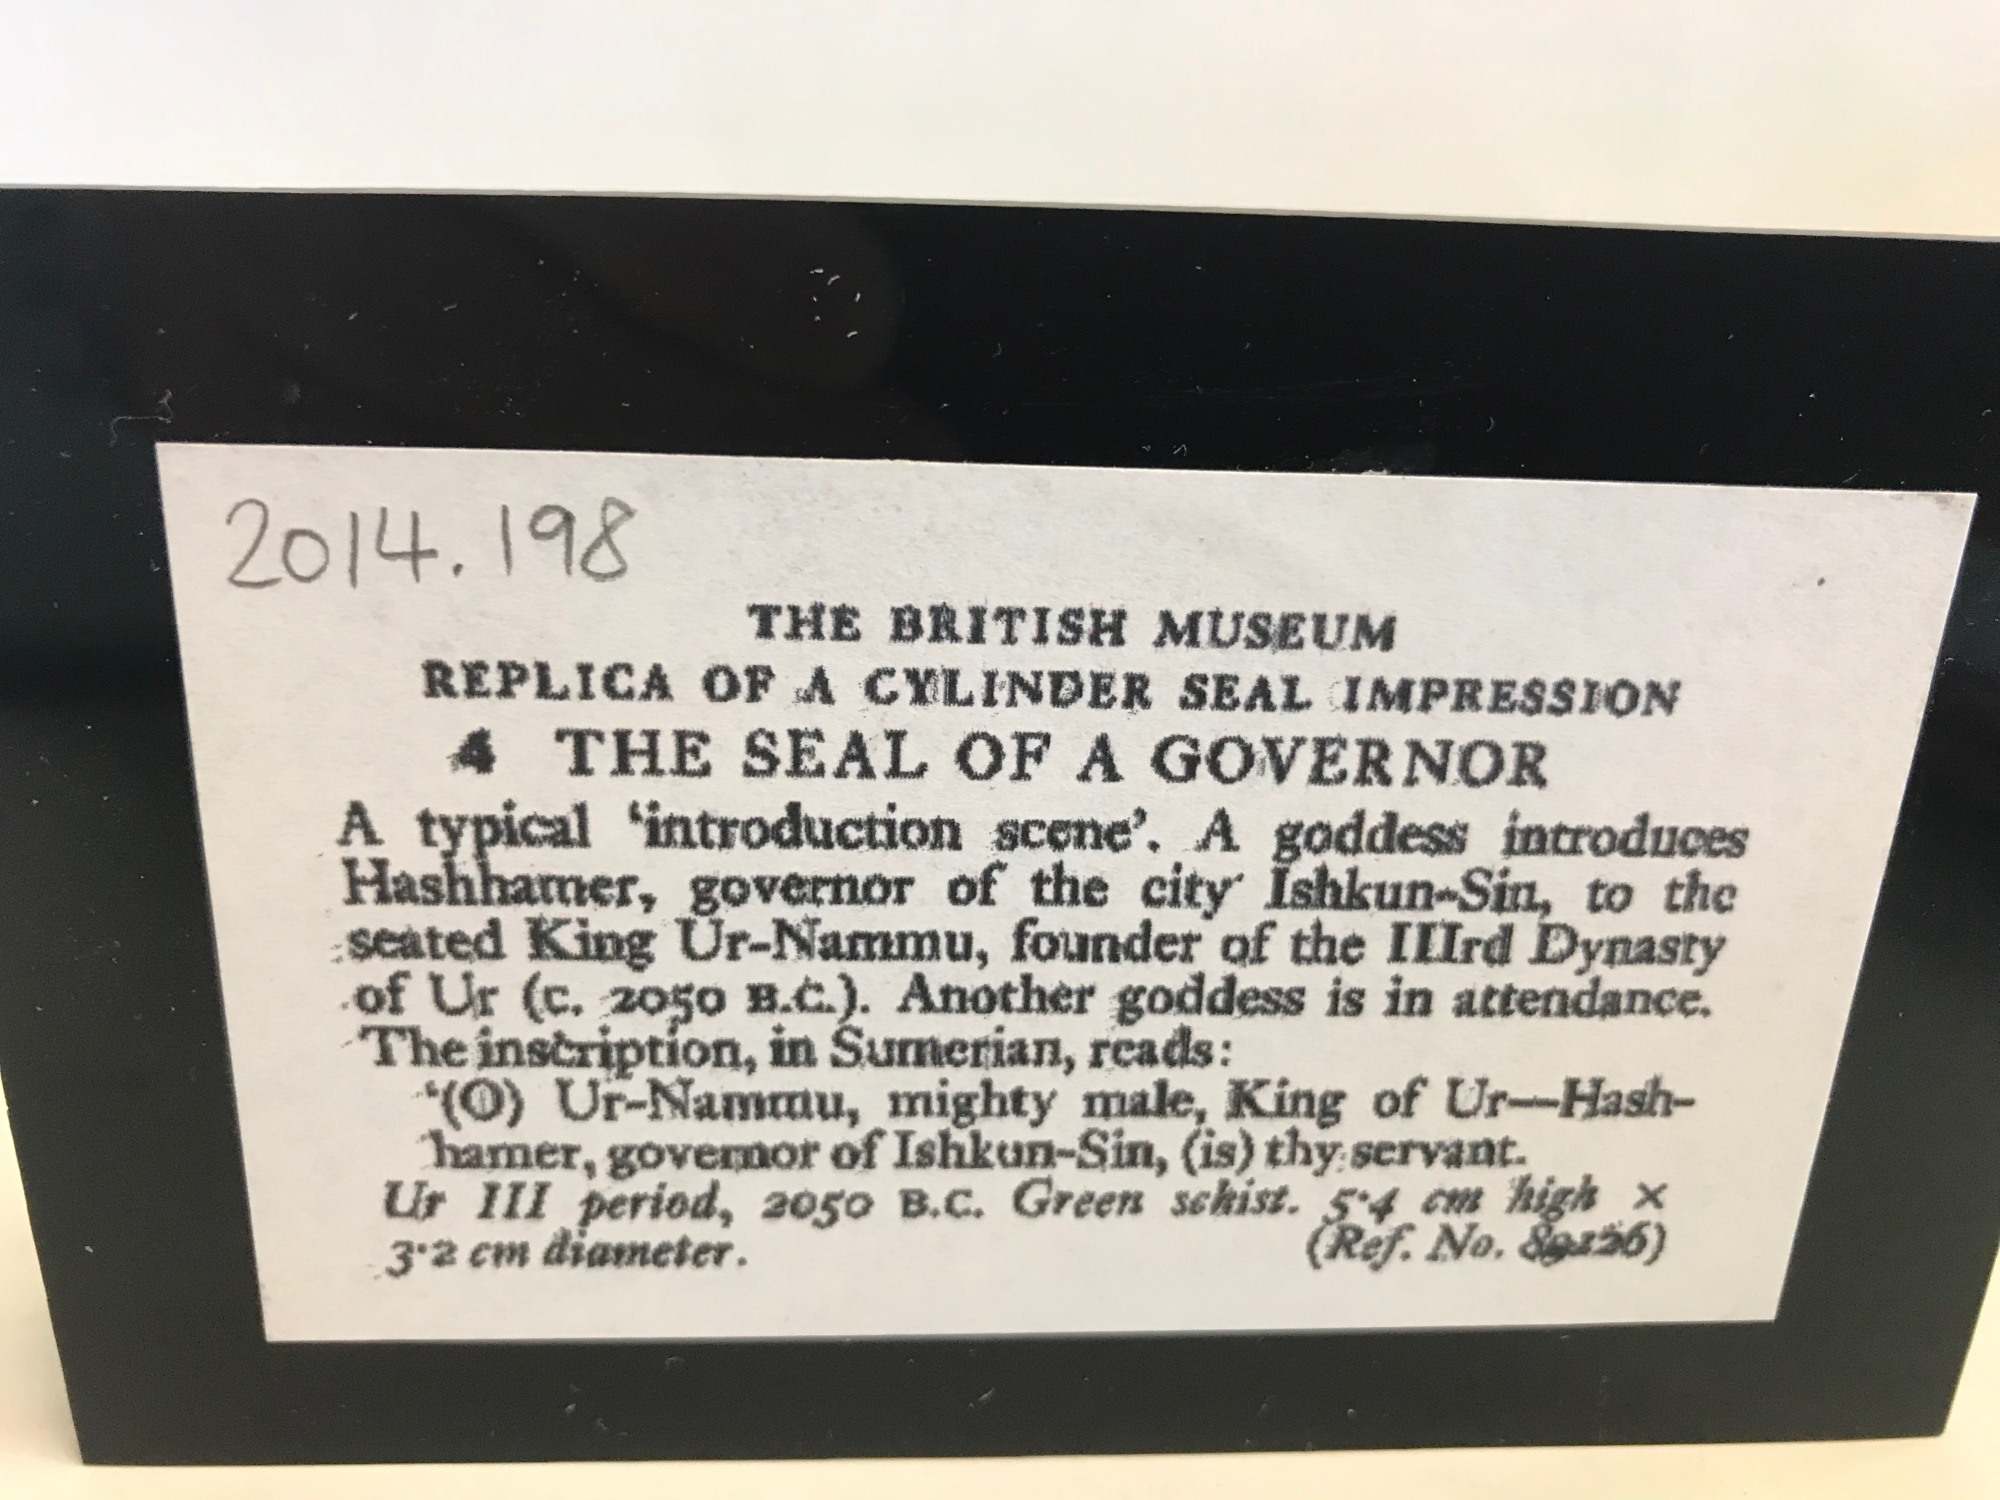 2014.198
THE BRITISH MUSEUM
REPLICA OF A CYLINDER SEAL IMPRESSION
4 THE SEAL OF A GOVERNOR
A typical ‘introduction scene’. A goddess introduces
Hashhamer, governor of the city Ishkun-Sin, to the
seated King Ur-Nammu, founder of the IIIrd Dynasty
of Ur (c. 2050 B.C.). Another goddess is in attendance.
The inscription, in Sumerian, reads:
‘(O) Ur-Nammu, mighty male, King of Ur—Hash-
hamer, governor of Ishkun-Sin, (is) thy servant.
Ur III period, 2050 B.C. Green schist. 5·4 cm high ×
3·2 cm diameter. (Ref. No. 89126)